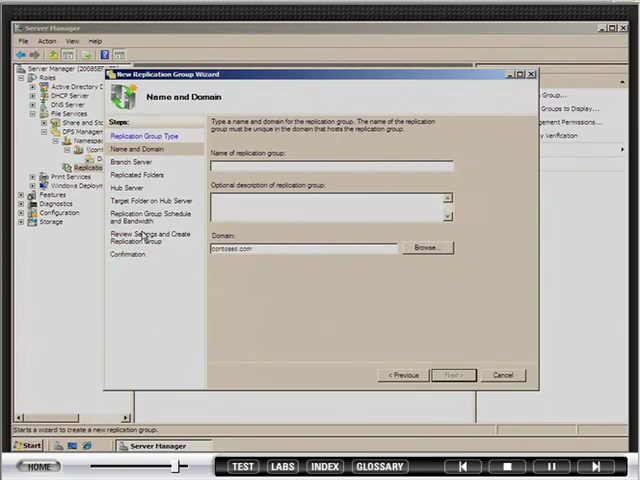 Server Manager
File Action View Help
Server Manager (2008SER
Roles
Active Directory D
DHCP Server
DNS Server
File Services
Share and Sto
DFS Manage
Namespac
\\cont
Replicatio
Print Services
Windows Deploym
Features
Diagnostics
Configuration
Storage
New Replication Group Wizard
Name and Domain
Steps:
Replication Group Type
Name and Domain
Branch Server
Replicated Folders
Hub Server
Target Folder on Hub Server
Replication Group Schedule
and Bandwidth
Review Settings and Create
Replication Group
Confirmation
Type a name and domain for the replication group. The name of the replication
group must be unique in the domain that hosts the replication group.
Name of replication group:
Optional description of replication group:
Domain:
contosso.com
Browse...
< Previous
Next >
Cancel
Group...
Groups to Display...
agement Permissions...
y Verification
Starts a wizard to create a new replication group.
Start
Server Manager
HOME
TEST
LABS
INDEX
GLOSSARY